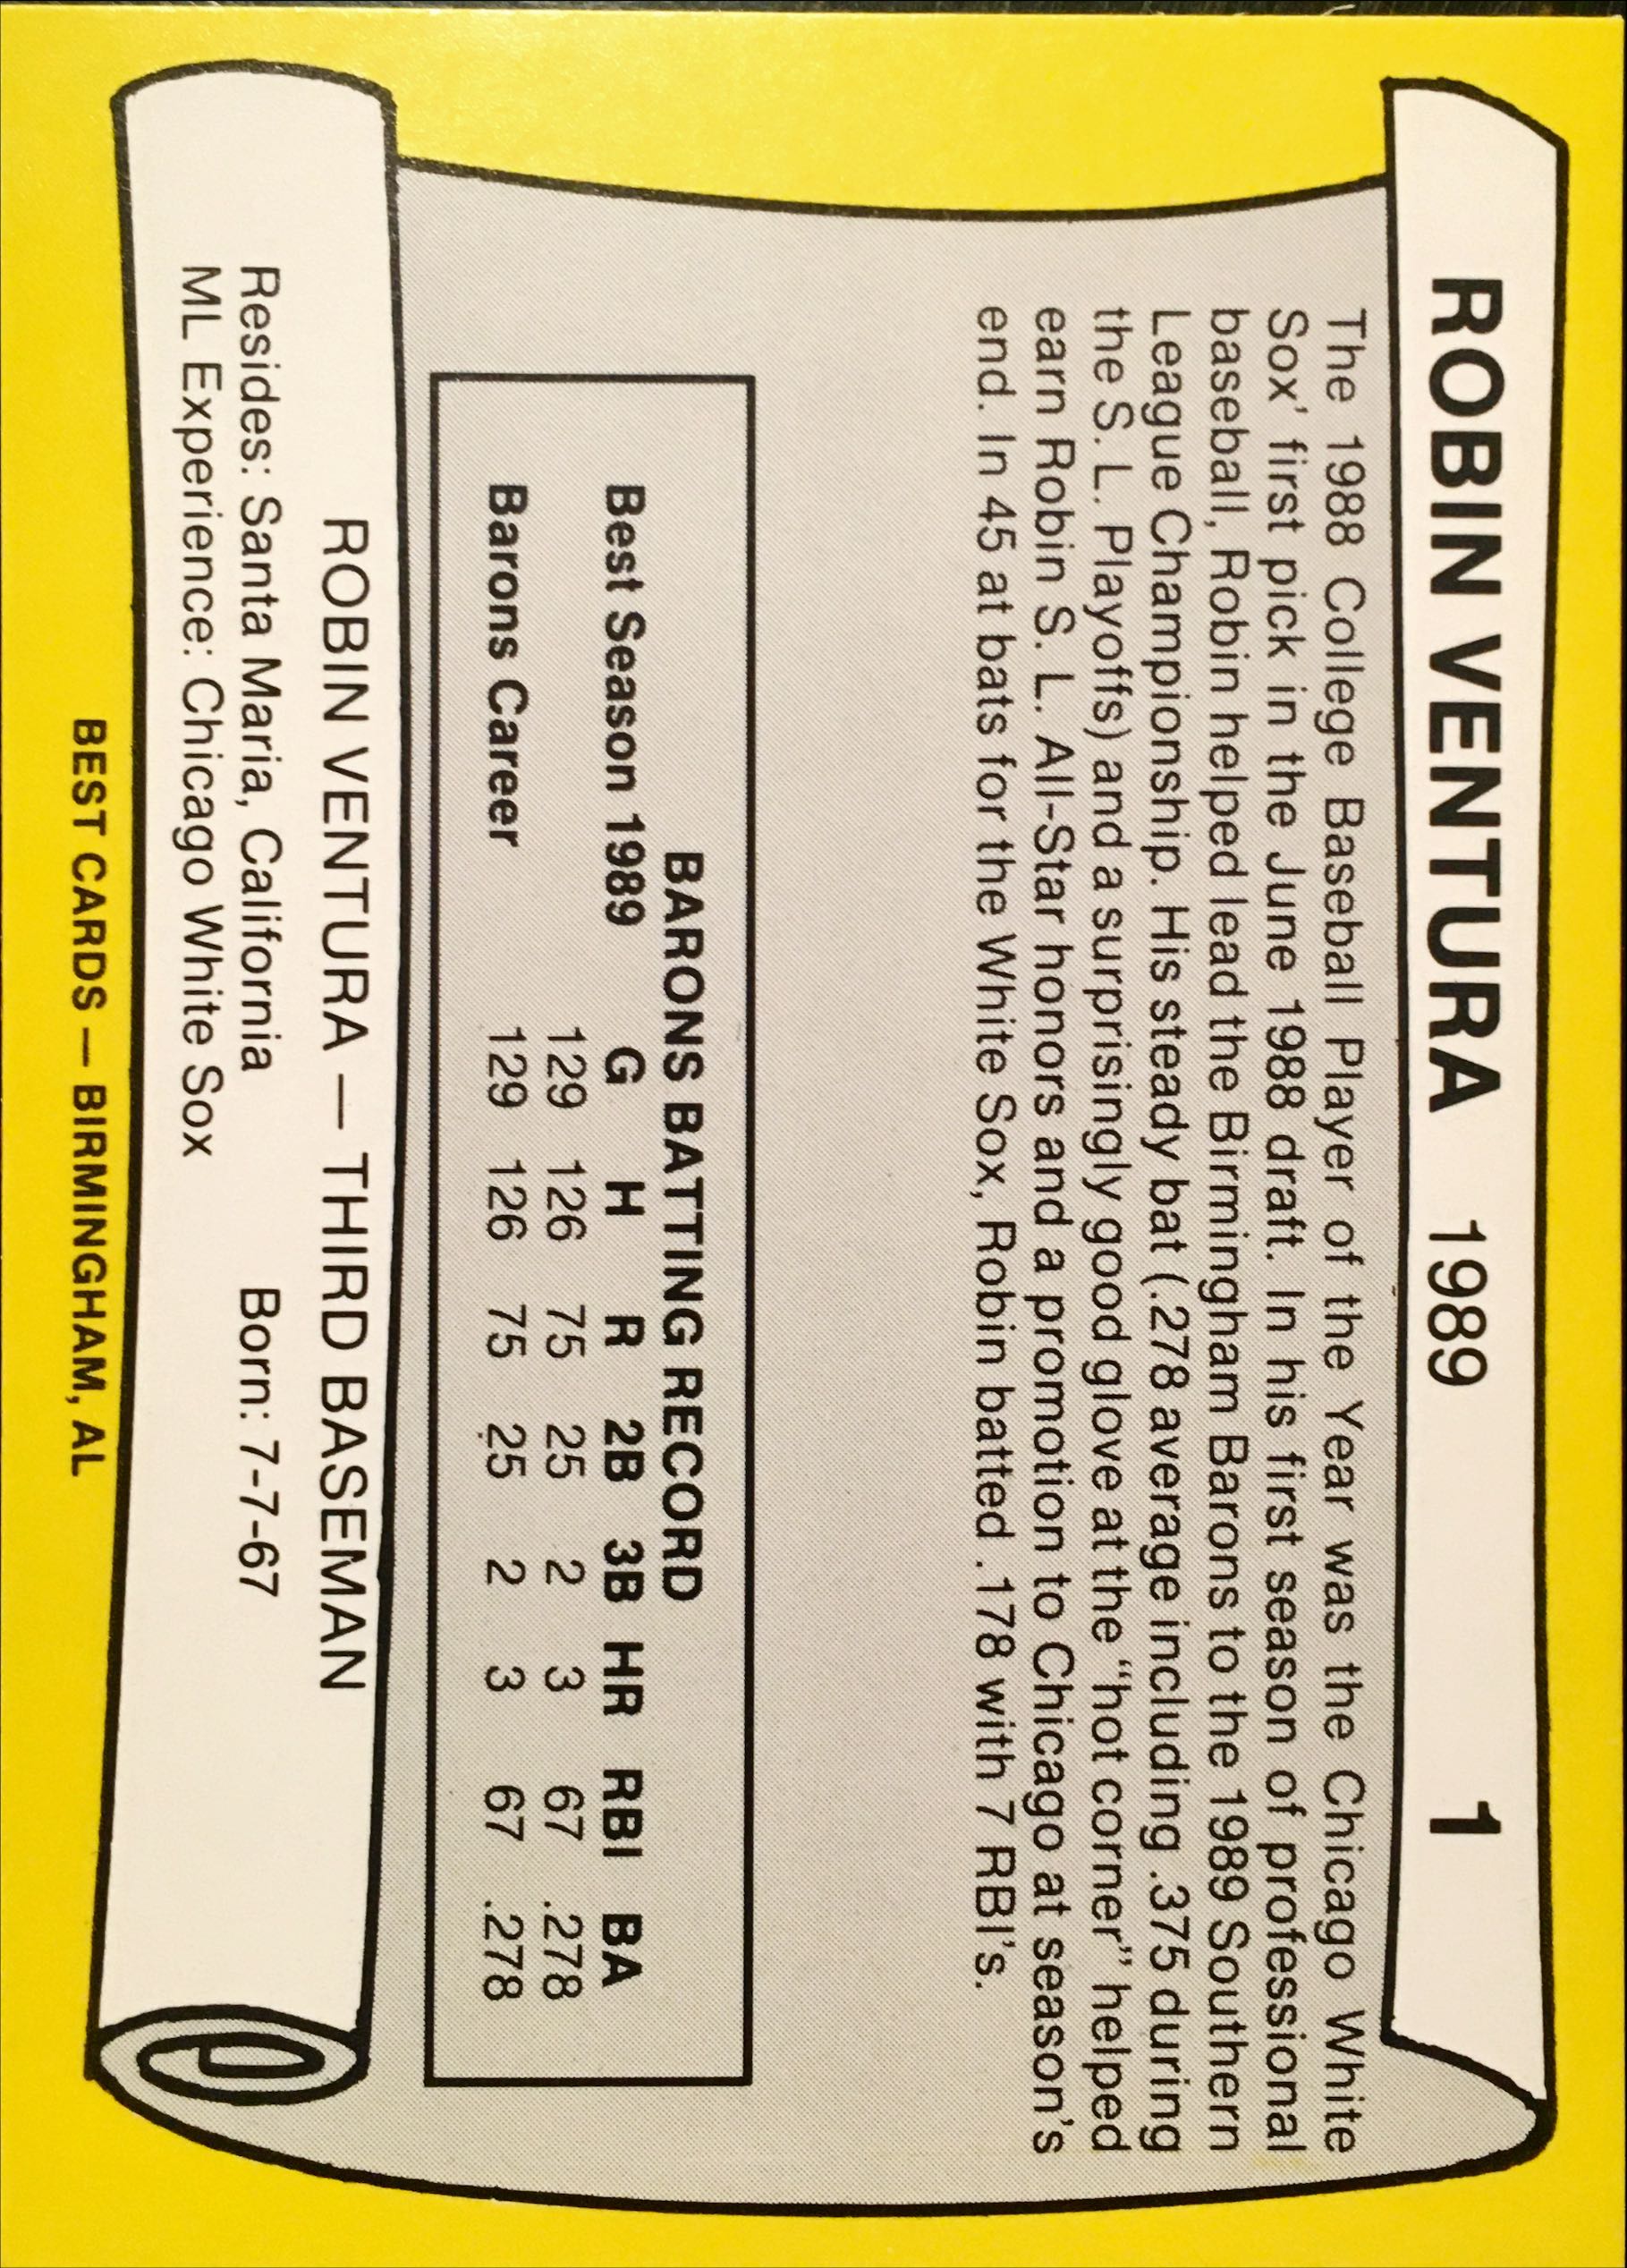 ROBIN VENTURA 1989 1
The 1988 College Baseball Player of the Year was the Chicago White
Sox' first pick in the June 1988 draft. In his first season of professional
baseball, Robin helped lead the Birmingham Barons to the 1989 Southern
League Championship. His steady bat (.278 average including .375 during
the S. L. Playoffs) and a surprisingly good glove at the "hot corner" helped
earn Robin S. L. All-Star honors and a promotion to Chicago at season's
end. In 45 at bats for the White Sox, Robin batted .178 with 7 RBI's.
BARONS BATTING RECORD
Best Season 1989 G H R 2B 3B HR RBI BA
129 126 75 25 2 3 67 .278
Barons Career 129 126 75 25 2 3 67 .278
ROBIN VENTURA — THIRD BASEMAN
Resides: Santa Maria, California Born: 7-7-67
ML Experience: Chicago White Sox
BEST CARDS — BIRMINGHAM, AL